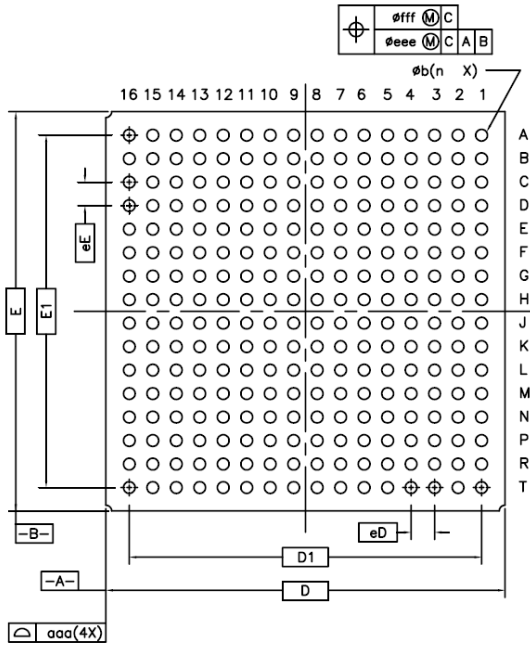 øfff Ⓜ C
øeee Ⓜ C A B
øb(n X)
16 15 14 13 12 11 10 9 8 7 6 5 4 3 2 1
A
B
C
D
E
F
G
H
J
K
L
M
N
P
R
T
eE
E
E1
-B-
eD
D1
-A-
D
aaa(4X)